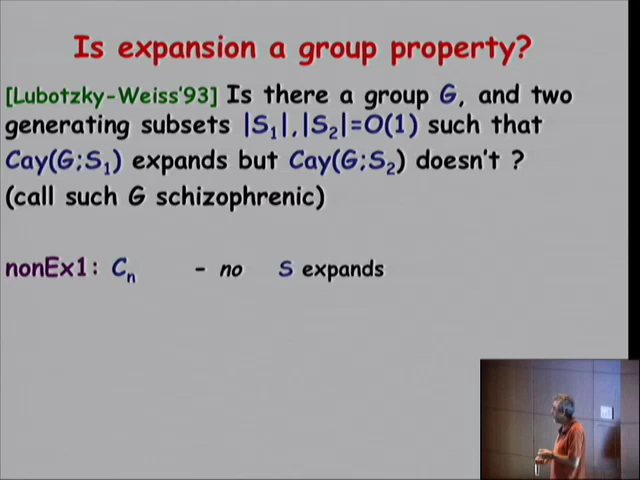 Is expansion a group property?
[Lubotzky-Weiss'93] Is there a group G, and two
generating subsets |S₁|,|S₂|=O(1) such that
Cay(G;S₁) expands but Cay(G;S₂) doesn't ?
(call such G schizophrenic)
nonEx1: Cₙ - no S expands